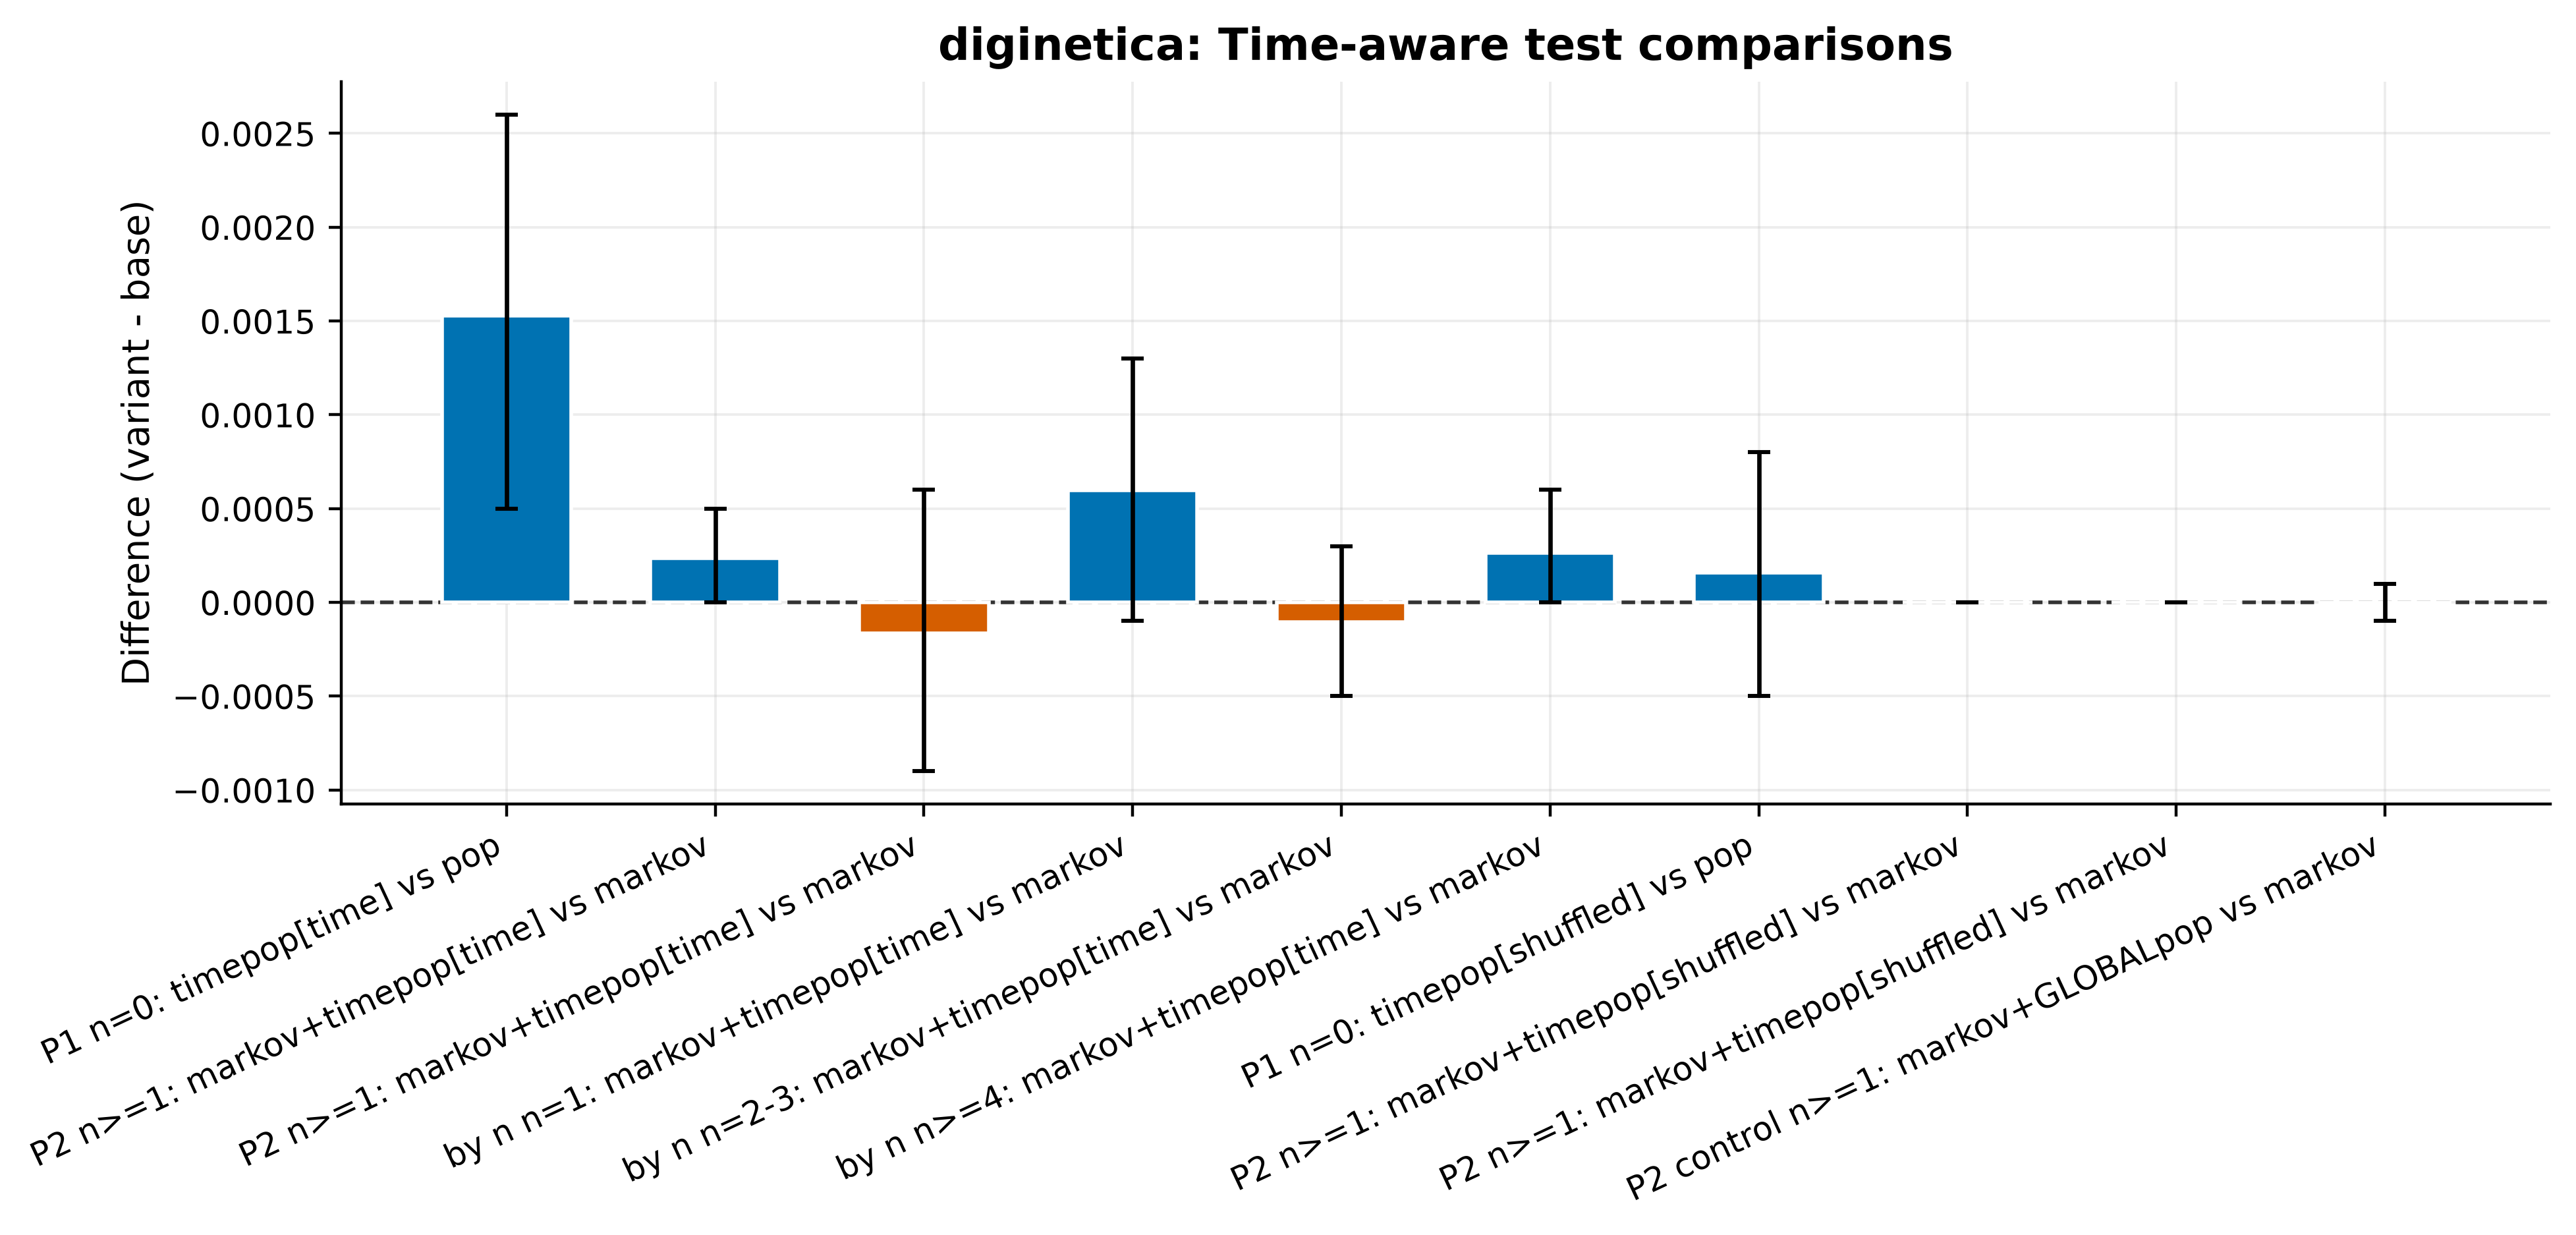 diginetica: Time-aware test comparisons
Difference (variant - base)
0.0025
0.0020
0.0015
0.0010
0.0005
0.0000
−0.0005
−0.0010
P1 n=0: timepop[time] vs pop
P2 n>=1: markov+timepop[time] vs markov
P2 n>=1: markov+timepop[time] vs markov
by n n=1: markov+timepop[time] vs markov
by n n=2-3: markov+timepop[time] vs markov
by n n>=4: markov+timepop[time] vs markov
P1 n=0: timepop[shuffled] vs pop
P2 n>=1: markov+timepop[shuffled] vs markov
P2 n>=1: markov+timepop[shuffled] vs markov
P2 control n>=1: markov+GLOBALpop vs markov